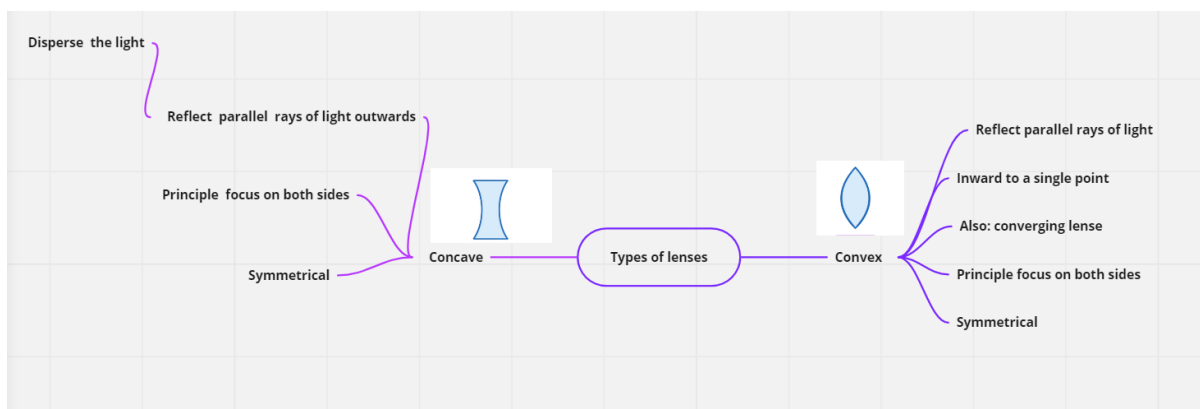 Disperse the light
Reflect parallel rays of light outwards
Principle focus on both sides
Symmetrical
Concave
Types of lenses
Convex
Reflect parallel rays of light
Inward to a single point
Also: converging lense
Principle focus on both sides
Symmetrical